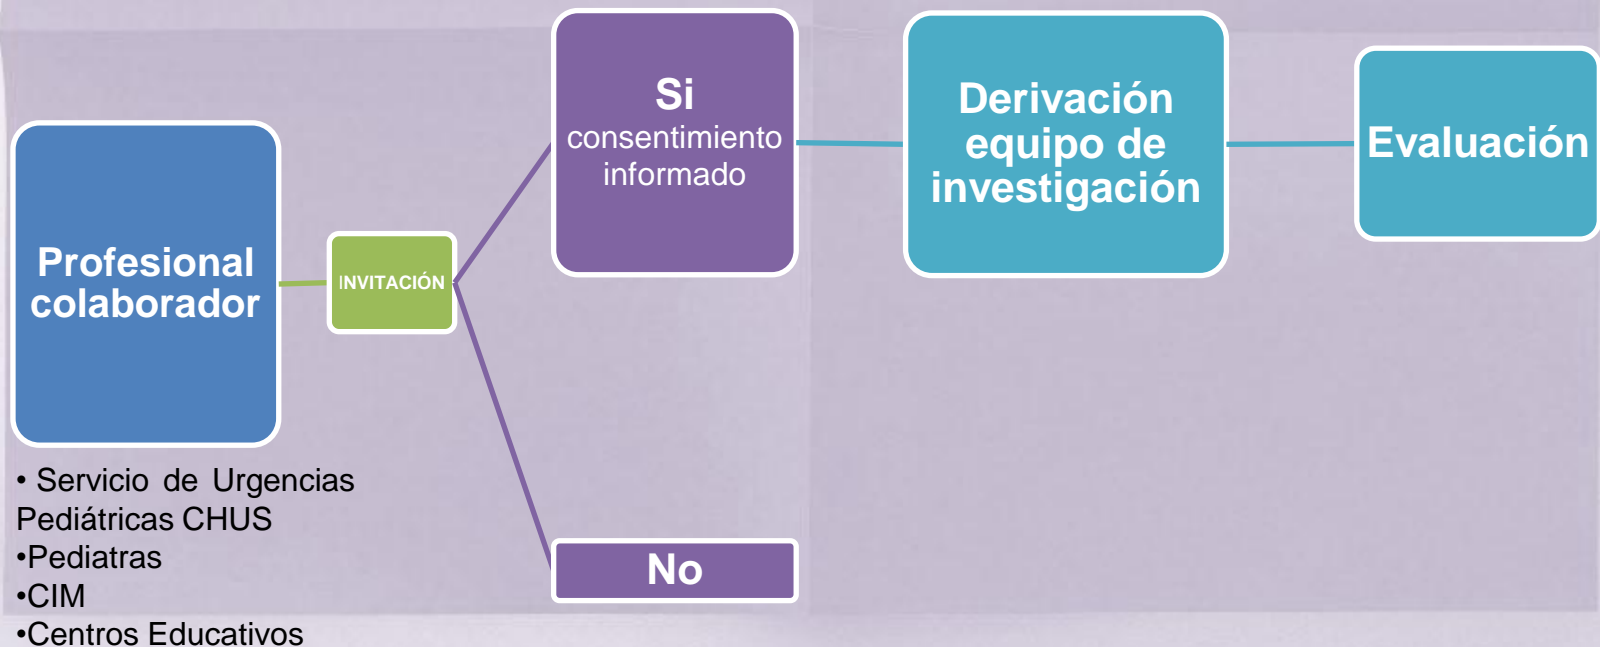 Profesional
colaborador
INVITACIÓN
Si
consentimiento
informado
No
Derivación
equipo de
investigación
Evaluación
• Servicio de Urgencias
Pediátricas CHUS
•Pediatras
•CIM
•Centros Educativos